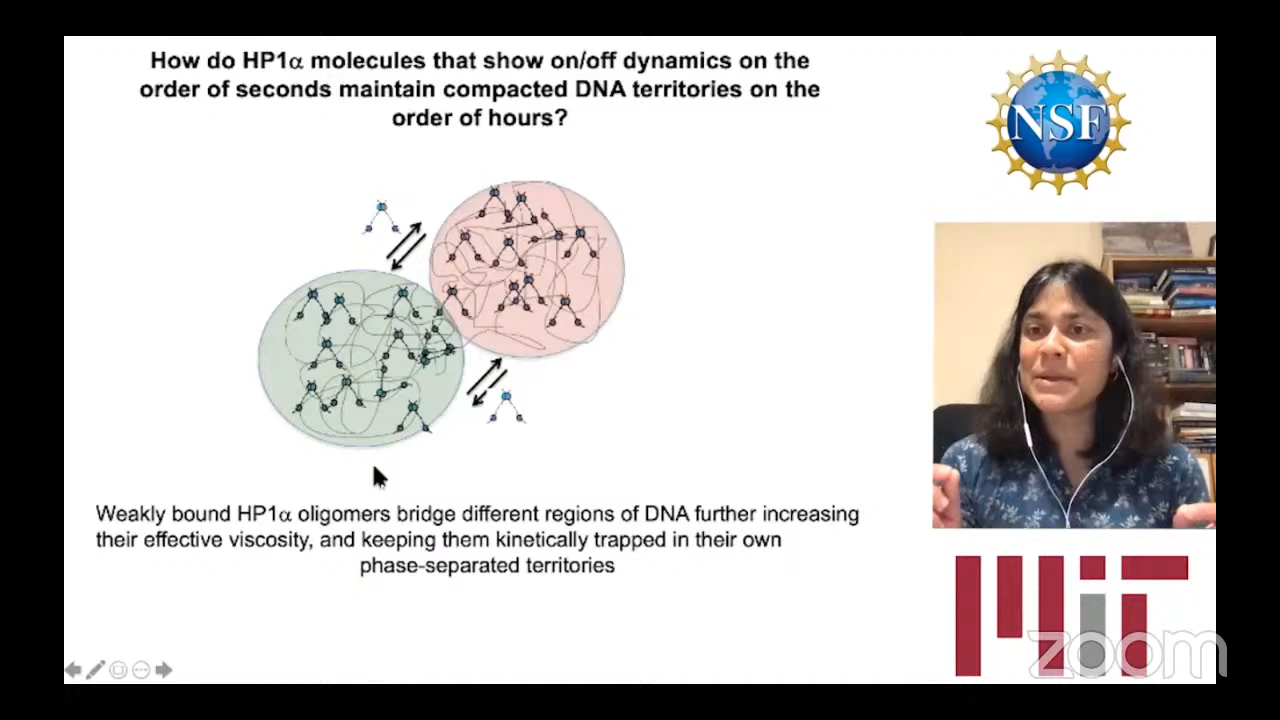 How do HP1α molecules that show on/off dynamics on the
order of seconds maintain compacted DNA territories on the
order of hours?
NSF
Weakly bound HP1α oligomers bridge different regions of DNA further increasing
their effective viscosity, and keeping them kinetically trapped in their own
phase-separated territories
MIT
zoom